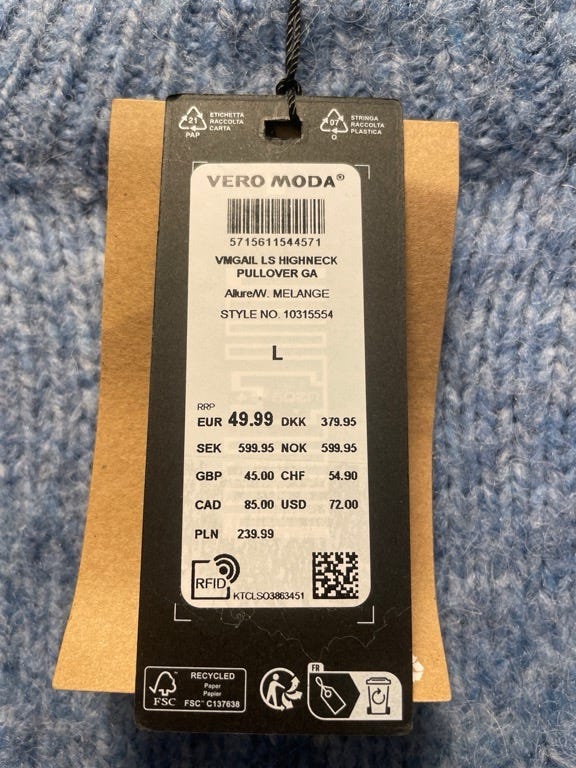 21
PAP
ETICHETTA
RACCOLTA
CARTA
07
O
STRINGA
RACCOLTA
PLASTICA
VERO MODA®
5715611544571
VMGAIL LS HIGHNECK
PULLOVER GA
Allure/W. MELANGE
STYLE NO. 10315554
L
RRP
EUR 49.99 DKK 379.95
SEK 599.95 NOK 599.95
GBP 45.00 CHF 54.90
CAD 85.00 USD 72.00
PLN 239.99
RFID
KTCLSO3863451
FSC
RECYCLED
Paper
Papier
FSC™ C137638
FR